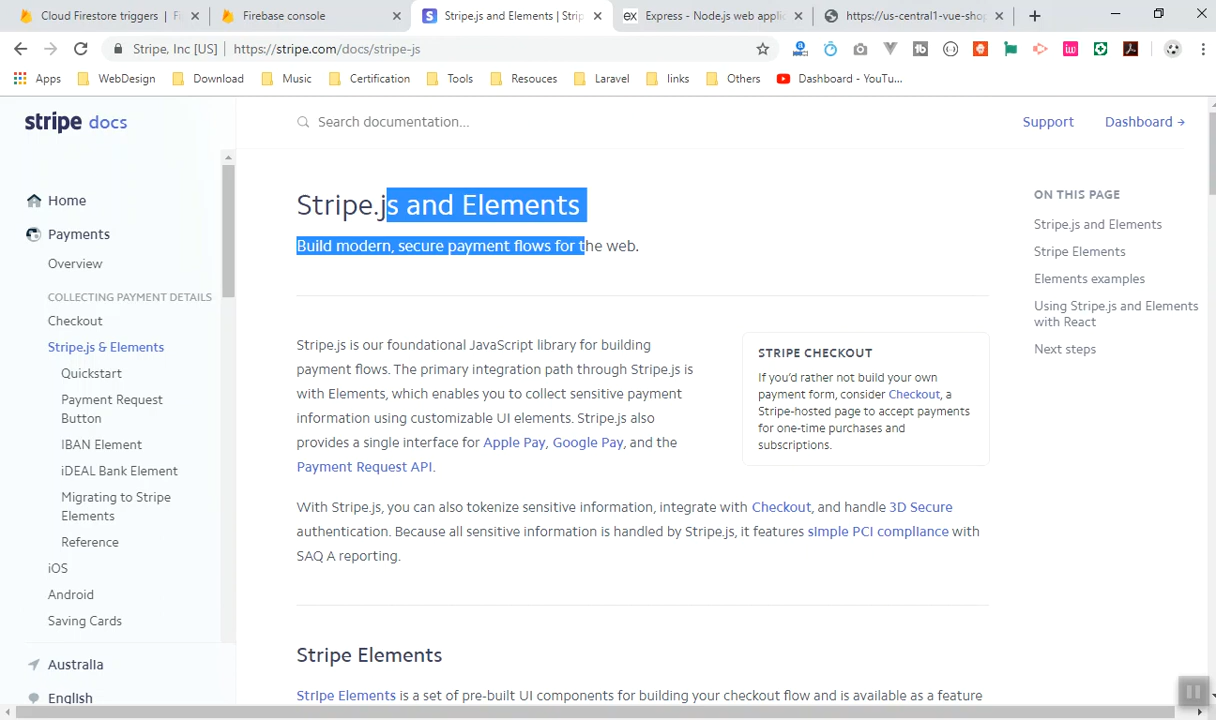 Cloud Firestore triggers | Fi
Firebase console
Stripe.js and Elements | Strip
Express - Node.js web applic
https://us-central1-vue-shop
Stripe, Inc [US] | https://stripe.com/docs/stripe-js
Apps
WebDesign
Download
Music
Certification
Tools
Resouces
Laravel
links
Others
Dashboard - YouTu...
stripe docs
Search documentation...
Support
Dashboard →
Home
Payments
Overview
COLLECTING PAYMENT DETAILS
Checkout
Stripe.js & Elements
Quickstart
Payment Request
Button
IBAN Element
iDEAL Bank Element
Migrating to Stripe
Elements
Reference
iOS
Android
Saving Cards
Australia
English
Stripe.js and Elements
Build modern, secure payment flows for the web.
Stripe.js is our foundational JavaScript library for building
payment flows. The primary integration path through Stripe.js is
with Elements, which enables you to collect sensitive payment
information using customizable UI elements. Stripe.js also
provides a single interface for Apple Pay, Google Pay, and the
Payment Request API.
STRIPE CHECKOUT
If you'd rather not build your own
payment form, consider Checkout, a
Stripe-hosted page to accept payments
for one-time purchases and
subscriptions.
With Stripe.js, you can also tokenize sensitive information, integrate with Checkout, and handle 3D Secure
authentication. Because all sensitive information is handled by Stripe.js, it features simple PCI compliance with
SAQ A reporting.
Stripe Elements
Stripe Elements is a set of pre-built UI components for building your checkout flow and is available as a feature
ON THIS PAGE
Stripe.js and Elements
Stripe Elements
Elements examples
Using Stripe.js and Elements
with React
Next steps